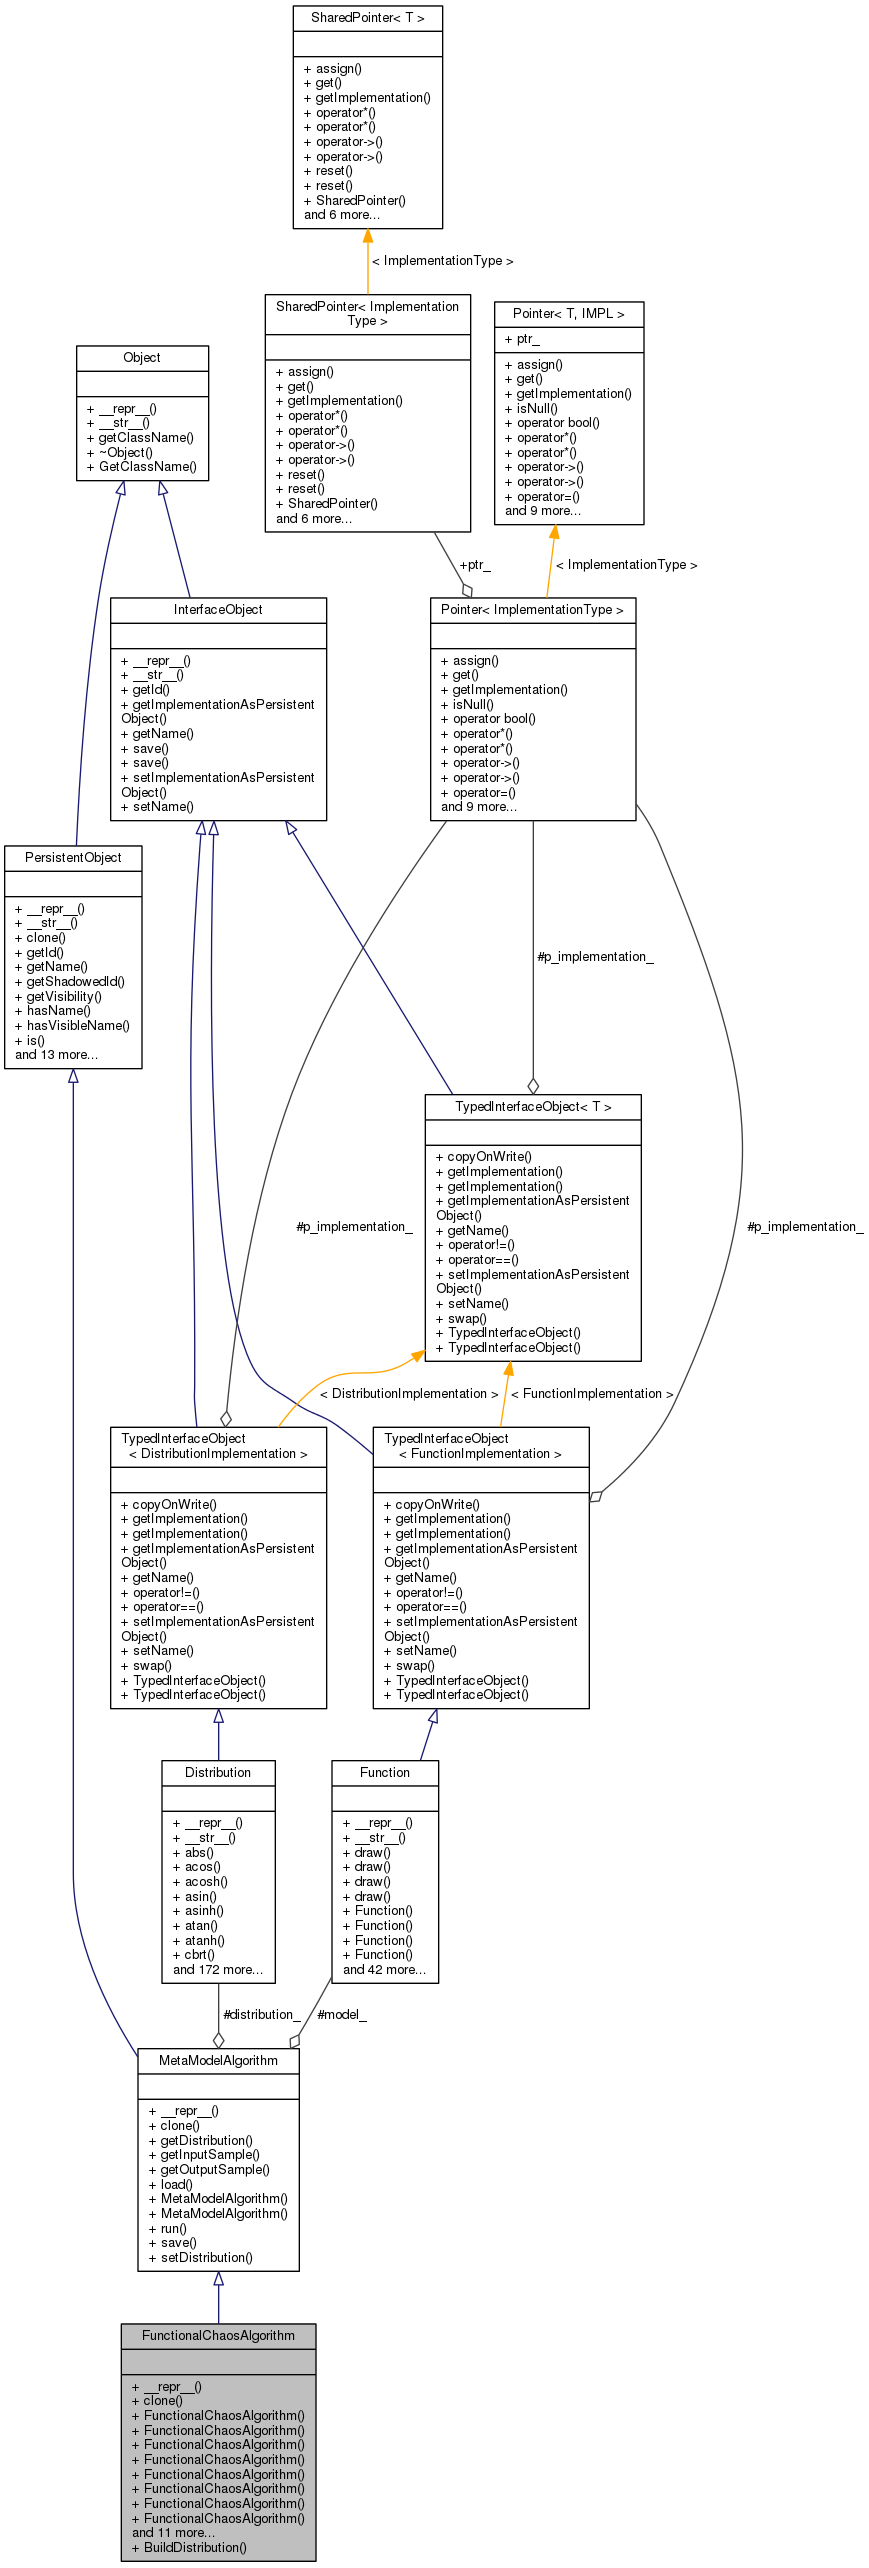 SharedPointer< T >
+ assign()
+ get()
+ getImplementation()
+ operator*()
+ operator*()
+ operator->()
+ operator->()
+ reset()
+ reset()
+ SharedPointer()
and 6 more...
< ImplementationType >
SharedPointer< Implementation
Type >
+ assign()
+ get()
+ getImplementation()
+ operator*()
+ operator*()
+ operator->()
+ operator->()
+ reset()
+ reset()
+ SharedPointer()
and 6 more...
Pointer< T, IMPL >
+ ptr_
+ assign()
+ get()
+ getImplementation()
+ isNull()
+ operator bool()
+ operator*()
+ operator*()
+ operator->()
+ operator->()
+ operator=()
and 9 more...
Object
+ __repr__()
+ __str__()
+ getClassName()
+ ~Object()
+ GetClassName()
+ptr_
< ImplementationType >
InterfaceObject
+ __repr__()
+ __str__()
+ getId()
+ getImplementationAsPersistent
Object()
+ getName()
+ save()
+ save()
+ setImplementationAsPersistent
Object()
+ setName()
Pointer< ImplementationType >
+ assign()
+ get()
+ getImplementation()
+ isNull()
+ operator bool()
+ operator*()
+ operator*()
+ operator->()
+ operator->()
+ operator=()
and 9 more...
PersistentObject
+ __repr__()
+ __str__()
+ clone()
+ getId()
+ getName()
+ getShadowedId()
+ getVisibility()
+ hasName()
+ hasVisibleName()
+ is()
and 13 more...
#p_implementation_
TypedInterfaceObject< T >
+ copyOnWrite()
+ getImplementation()
+ getImplementation()
+ getImplementationAsPersistent
Object()
+ getName()
+ operator!=()
+ operator==()
+ setImplementationAsPersistent
Object()
+ setName()
+ swap()
+ TypedInterfaceObject()
+ TypedInterfaceObject()
#p_implementation_
#p_implementation_
< DistributionImplementation >
< FunctionImplementation >
TypedInterfaceObject
< DistributionImplementation >
+ copyOnWrite()
+ getImplementation()
+ getImplementation()
+ getImplementationAsPersistent
Object()
+ getName()
+ operator!=()
+ operator==()
+ setImplementationAsPersistent
Object()
+ setName()
+ swap()
+ TypedInterfaceObject()
+ TypedInterfaceObject()
TypedInterfaceObject
< FunctionImplementation >
+ copyOnWrite()
+ getImplementation()
+ getImplementation()
+ getImplementationAsPersistent
Object()
+ getName()
+ operator!=()
+ operator==()
+ setImplementationAsPersistent
Object()
+ setName()
+ swap()
+ TypedInterfaceObject()
+ TypedInterfaceObject()
Distribution
+ __repr__()
+ __str__()
+ abs()
+ acos()
+ acosh()
+ asin()
+ asinh()
+ atan()
+ atanh()
+ cbrt()
and 172 more...
Function
+ __repr__()
+ __str__()
+ draw()
+ draw()
+ draw()
+ draw()
+ Function()
+ Function()
+ Function()
+ Function()
and 42 more...
#distribution_
#model_
MetaModelAlgorithm
+ __repr__()
+ clone()
+ getDistribution()
+ getInputSample()
+ getOutputSample()
+ load()
+ MetaModelAlgorithm()
+ MetaModelAlgorithm()
+ run()
+ save()
+ setDistribution()
FunctionalChaosAlgorithm
+ __repr__()
+ clone()
+ FunctionalChaosAlgorithm()
+ FunctionalChaosAlgorithm()
+ FunctionalChaosAlgorithm()
+ FunctionalChaosAlgorithm()
+ FunctionalChaosAlgorithm()
+ FunctionalChaosAlgorithm()
+ FunctionalChaosAlgorithm()
+ FunctionalChaosAlgorithm()
and 11 more...
+ BuildDistribution()